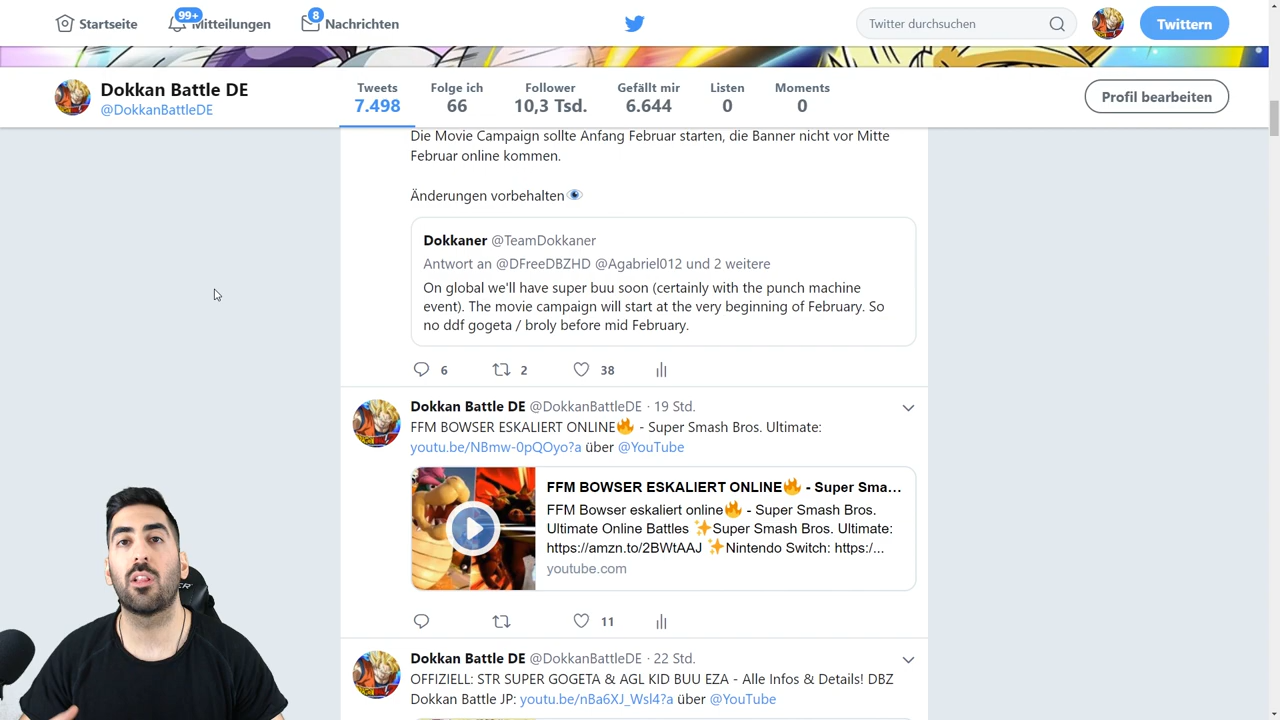 Startseite
99+
Mitteilungen
8
Nachrichten
Twitter durchsuchen
Twittern
Dokkan Battle DE
@DokkanBattleDE
Tweets
7.498
Folge ich
66
Follower
10,3 Tsd.
Gefällt mir
6.644
Listen
0
Moments
0
Profil bearbeiten
Die Movie Campaign sollte Anfang Februar starten, die Banner nicht vor Mitte
Februar online kommen.
Änderungen vorbehalten👁
Dokkaner @TeamDokkaner
Antwort an @DFreeDBZHD @Agabriel012 und 2 weitere
On global we'll have super buu soon (certainly with the punch machine
event). The movie campaign will start at the very beginning of February. So
no ddf gogeta / broly before mid February.
6 2 38
Dokkan Battle DE @DokkanBattleDE · 19 Std.
FFM BOWSER ESKALIERT ONLINE🔥 - Super Smash Bros. Ultimate:
youtu.be/NBmw-0pQOyo?a über @YouTube
FFM BOWSER ESKALIERT ONLINE🔥 - Super Sma...
FFM Bowser eskaliert online🔥 - Super Smash Bros.
Ultimate Online Battles ✨Super Smash Bros. Ultimate:
https://amzn.to/2BWtAAJ ✨Nintendo Switch: https:/...
youtube.com
11
Dokkan Battle DE @DokkanBattleDE · 22 Std.
OFFIZIELL: STR SUPER GOGETA & AGL KID BUU EZA - Alle Infos & Details! DBZ
Dokkan Battle JP: youtu.be/nBa6XJ_Wsl4?a über @YouTube